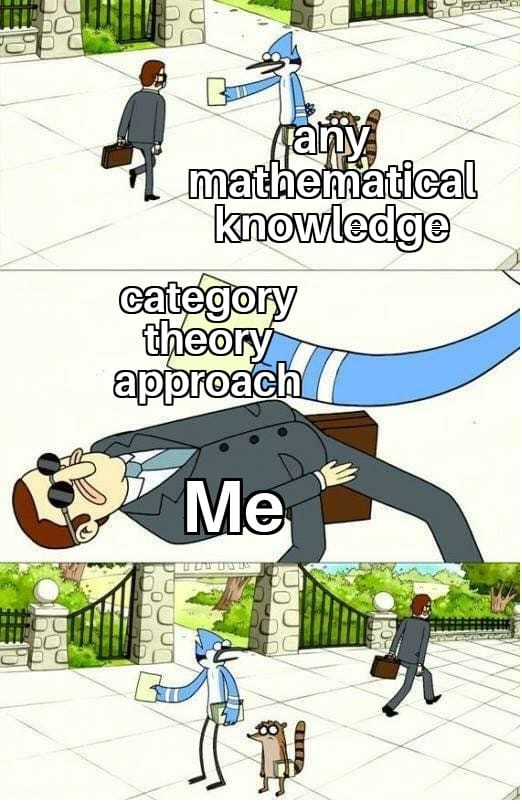 any
mathematical
knowledge
category
theory
approach
Me